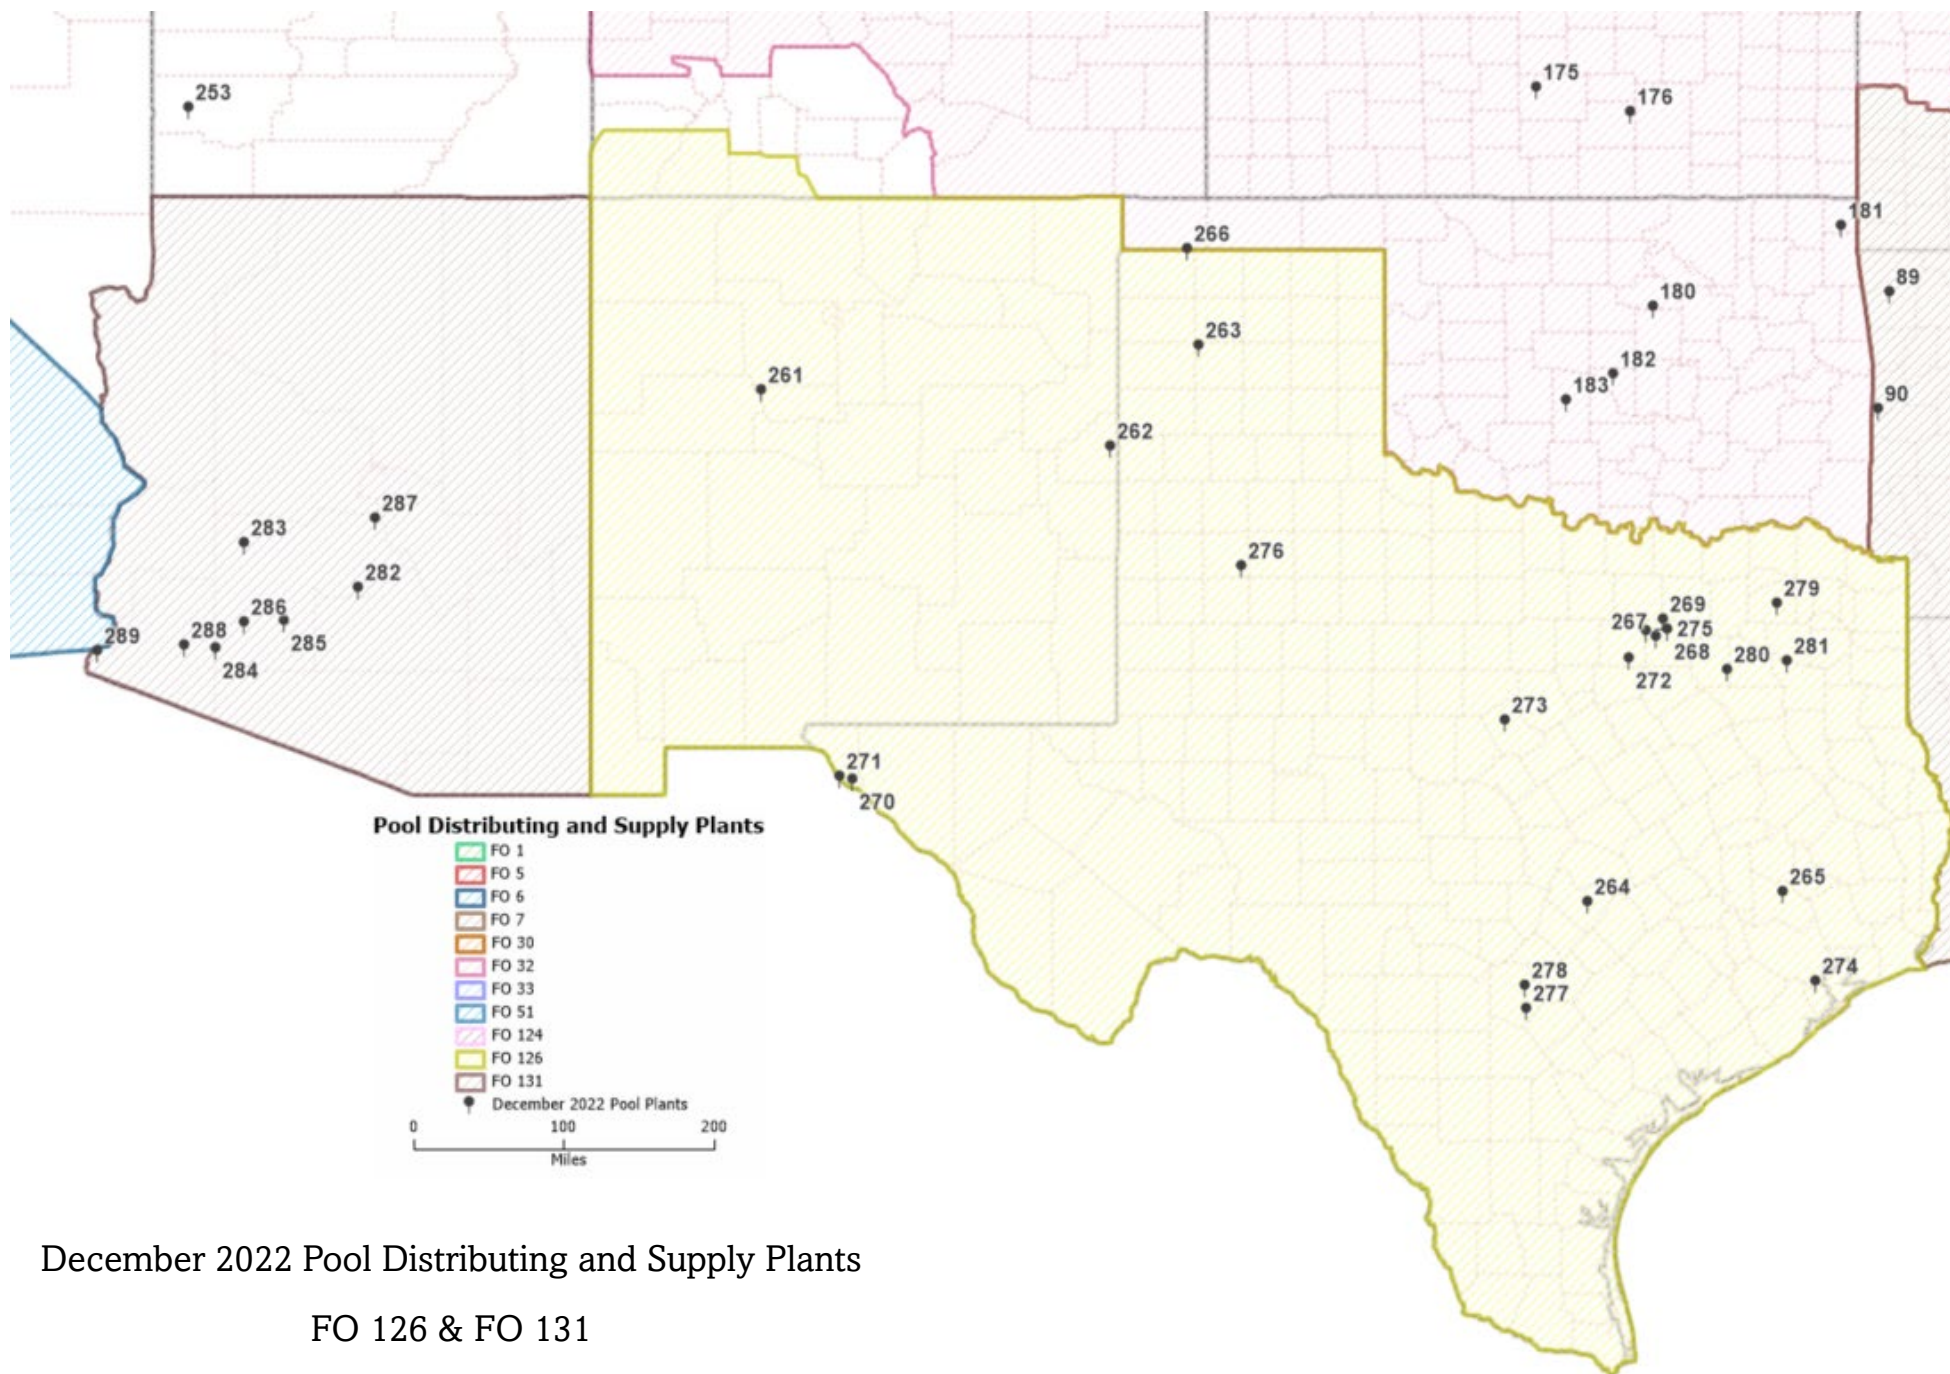 253
175
176
181
266
89
180
263
182
261
183
90
262
287
283
276
282
279
286
269
267
275
289
288
285
268
280
281
284
272
273
271
270
Pool Distributing and Supply Plants
FO 1
FO 5
FO 6
FO 7
FO 30
FO 32
FO 33
FO 51
FO 124
FO 126
FO 131
December 2022 Pool Plants
0 100 200
Miles
264
265
278
274
277
December 2022 Pool Distributing and Supply Plants
FO 126 & FO 131